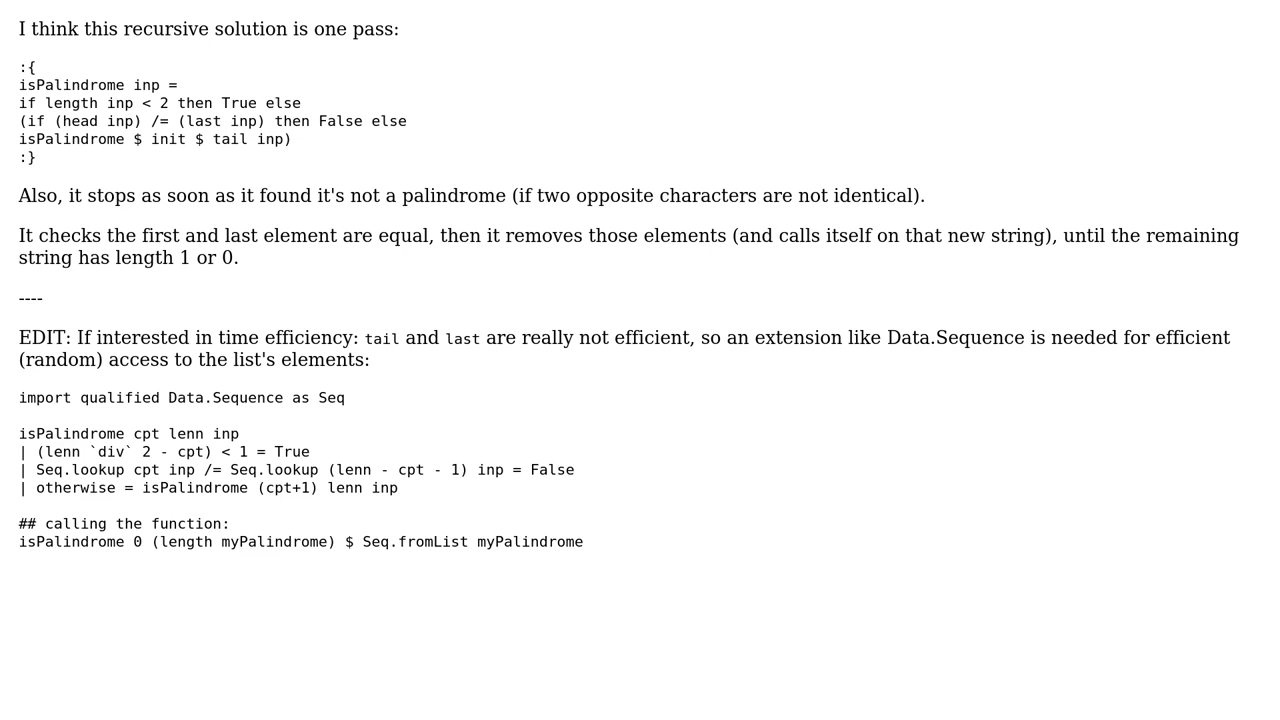 I think this recursive solution is one pass:
:{
isPalindrome inp =
if length inp < 2 then True else
(if (head inp) /= (last inp) then False else
isPalindrome $ init $ tail inp)
:}
Also, it stops as soon as it found it's not a palindrome (if two opposite characters are not identical).
It checks the first and last element are equal, then it removes those elements (and calls itself on that new string), until the remaining
string has length 1 or 0.
----
EDIT: If interested in time efficiency: tail and last are really not efficient, so an extension like Data.Sequence is needed for efficient
(random) access to the list's elements:
import qualified Data.Sequence as Seq
isPalindrome cpt lenn inp
| (lenn `div` 2 - cpt) < 1 = True
| Seq.lookup cpt inp /= Seq.lookup (lenn - cpt - 1) inp = False
| otherwise = isPalindrome (cpt+1) lenn inp
## calling the function:
isPalindrome 0 (length myPalindrome) $ Seq.fromList myPalindrome